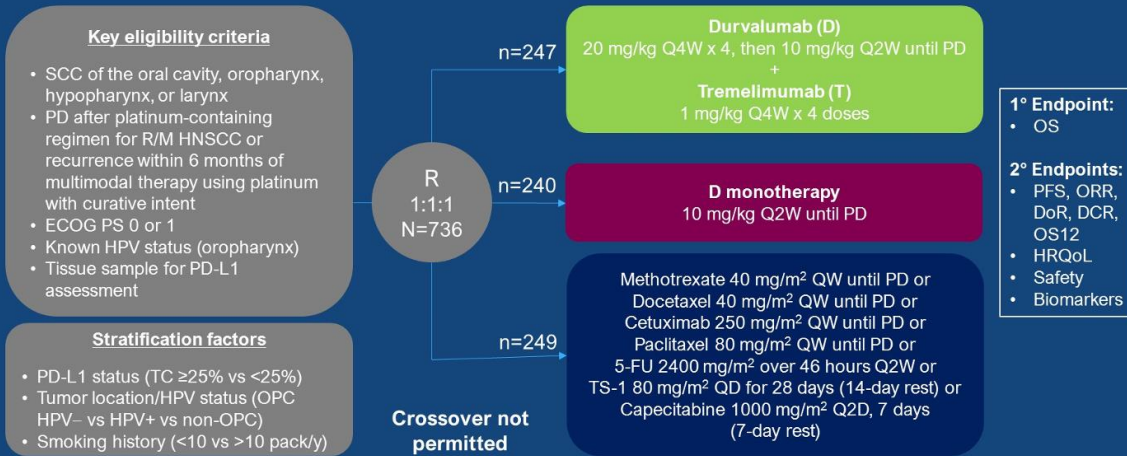 Key eligibility criteria
• SCC of the oral cavity, oropharynx,
hypopharynx, or larynx
• PD after platinum-containing
regimen for R/M HNSCC or
recurrence within 6 months of
multimodal therapy using platinum
with curative intent
• ECOG PS 0 or 1
• Known HPV status (oropharynx)
• Tissue sample for PD-L1
assessment
Stratification factors
• PD-L1 status (TC ≥25% vs <25%)
• Tumor location/HPV status (OPC
HPV– vs HPV+ vs non-OPC)
• Smoking history (<10 vs >10 pack/y)
R
1:1:1
N=736
n=247
n=240
n=249
Crossover not
permitted
Durvalumab (D)
20 mg/kg Q4W x 4, then 10 mg/kg Q2W until PD
+
Tremelimumab (T)
1 mg/kg Q4W x 4 doses
D monotherapy
10 mg/kg Q2W until PD
Methotrexate 40 mg/m² QW until PD or
Docetaxel 40 mg/m² QW until PD or
Cetuximab 250 mg/m² QW until PD or
Paclitaxel 80 mg/m² QW until PD or
5-FU 2400 mg/m² over 46 hours Q2W or
TS-1 80 mg/m² QD for 28 days (14-day rest) or
Capecitabine 1000 mg/m² Q2D, 7 days
(7-day rest)
1° Endpoint:
• OS
2° Endpoints:
• PFS, ORR,
DoR, DCR,
OS12
• HRQoL
• Safety
• Biomarkers